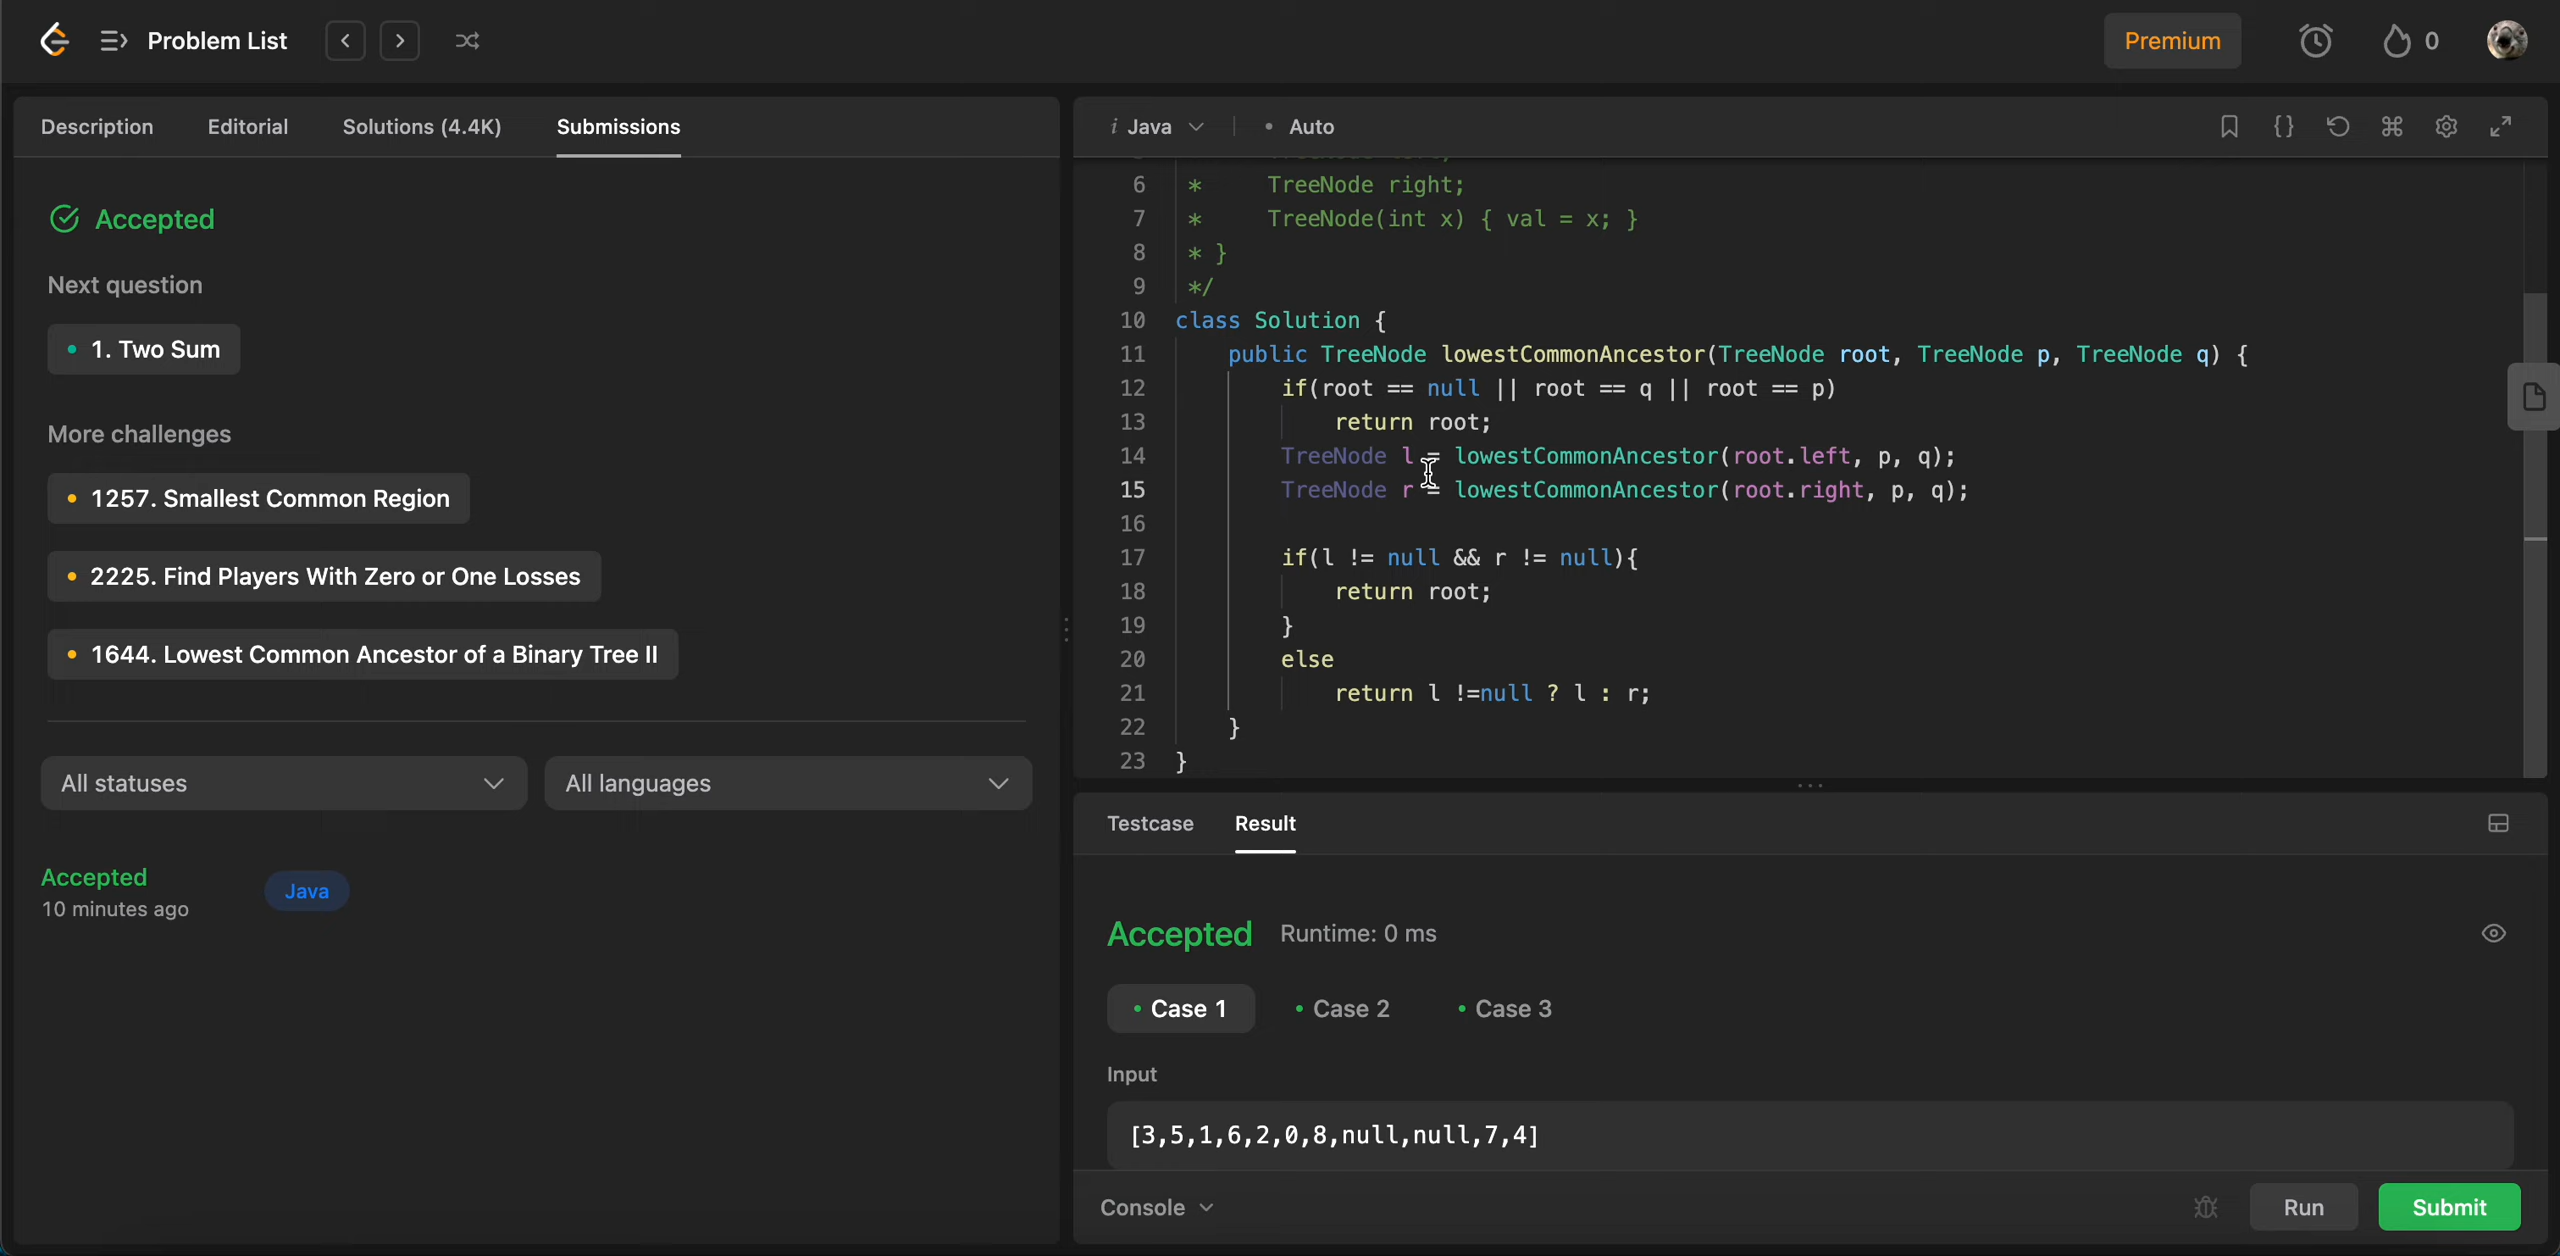 Problem List
Premium
0
Description Editorial Solutions (4.4K) Submissions
Accepted
Next question
1. Two Sum
More challenges
1257. Smallest Common Region
2225. Find Players With Zero or One Losses
1644. Lowest Common Ancestor of a Binary Tree II
All statuses All languages
Accepted
10 minutes ago
Java
i Java • Auto
6 * TreeNode right;
7 * TreeNode(int x) { val = x; }
8 * }
9 */
10 class Solution {
11 public TreeNode lowestCommonAncestor(TreeNode root, TreeNode p, TreeNode q) {
12 if(root == null || root == q || root == p)
13 return root;
14 TreeNode l = lowestCommonAncestor(root.left, p, q);
15 TreeNode r = lowestCommonAncestor(root.right, p, q);
16
17 if(l != null && r != null){
18 return root;
19 }
20 else
21 return l !=null ? l : r;
22 }
23 }
Testcase Result
Accepted Runtime: 0 ms
• Case 1 • Case 2 • Case 3
Input
[3,5,1,6,2,0,8,null,null,7,4]
Console Run Submit